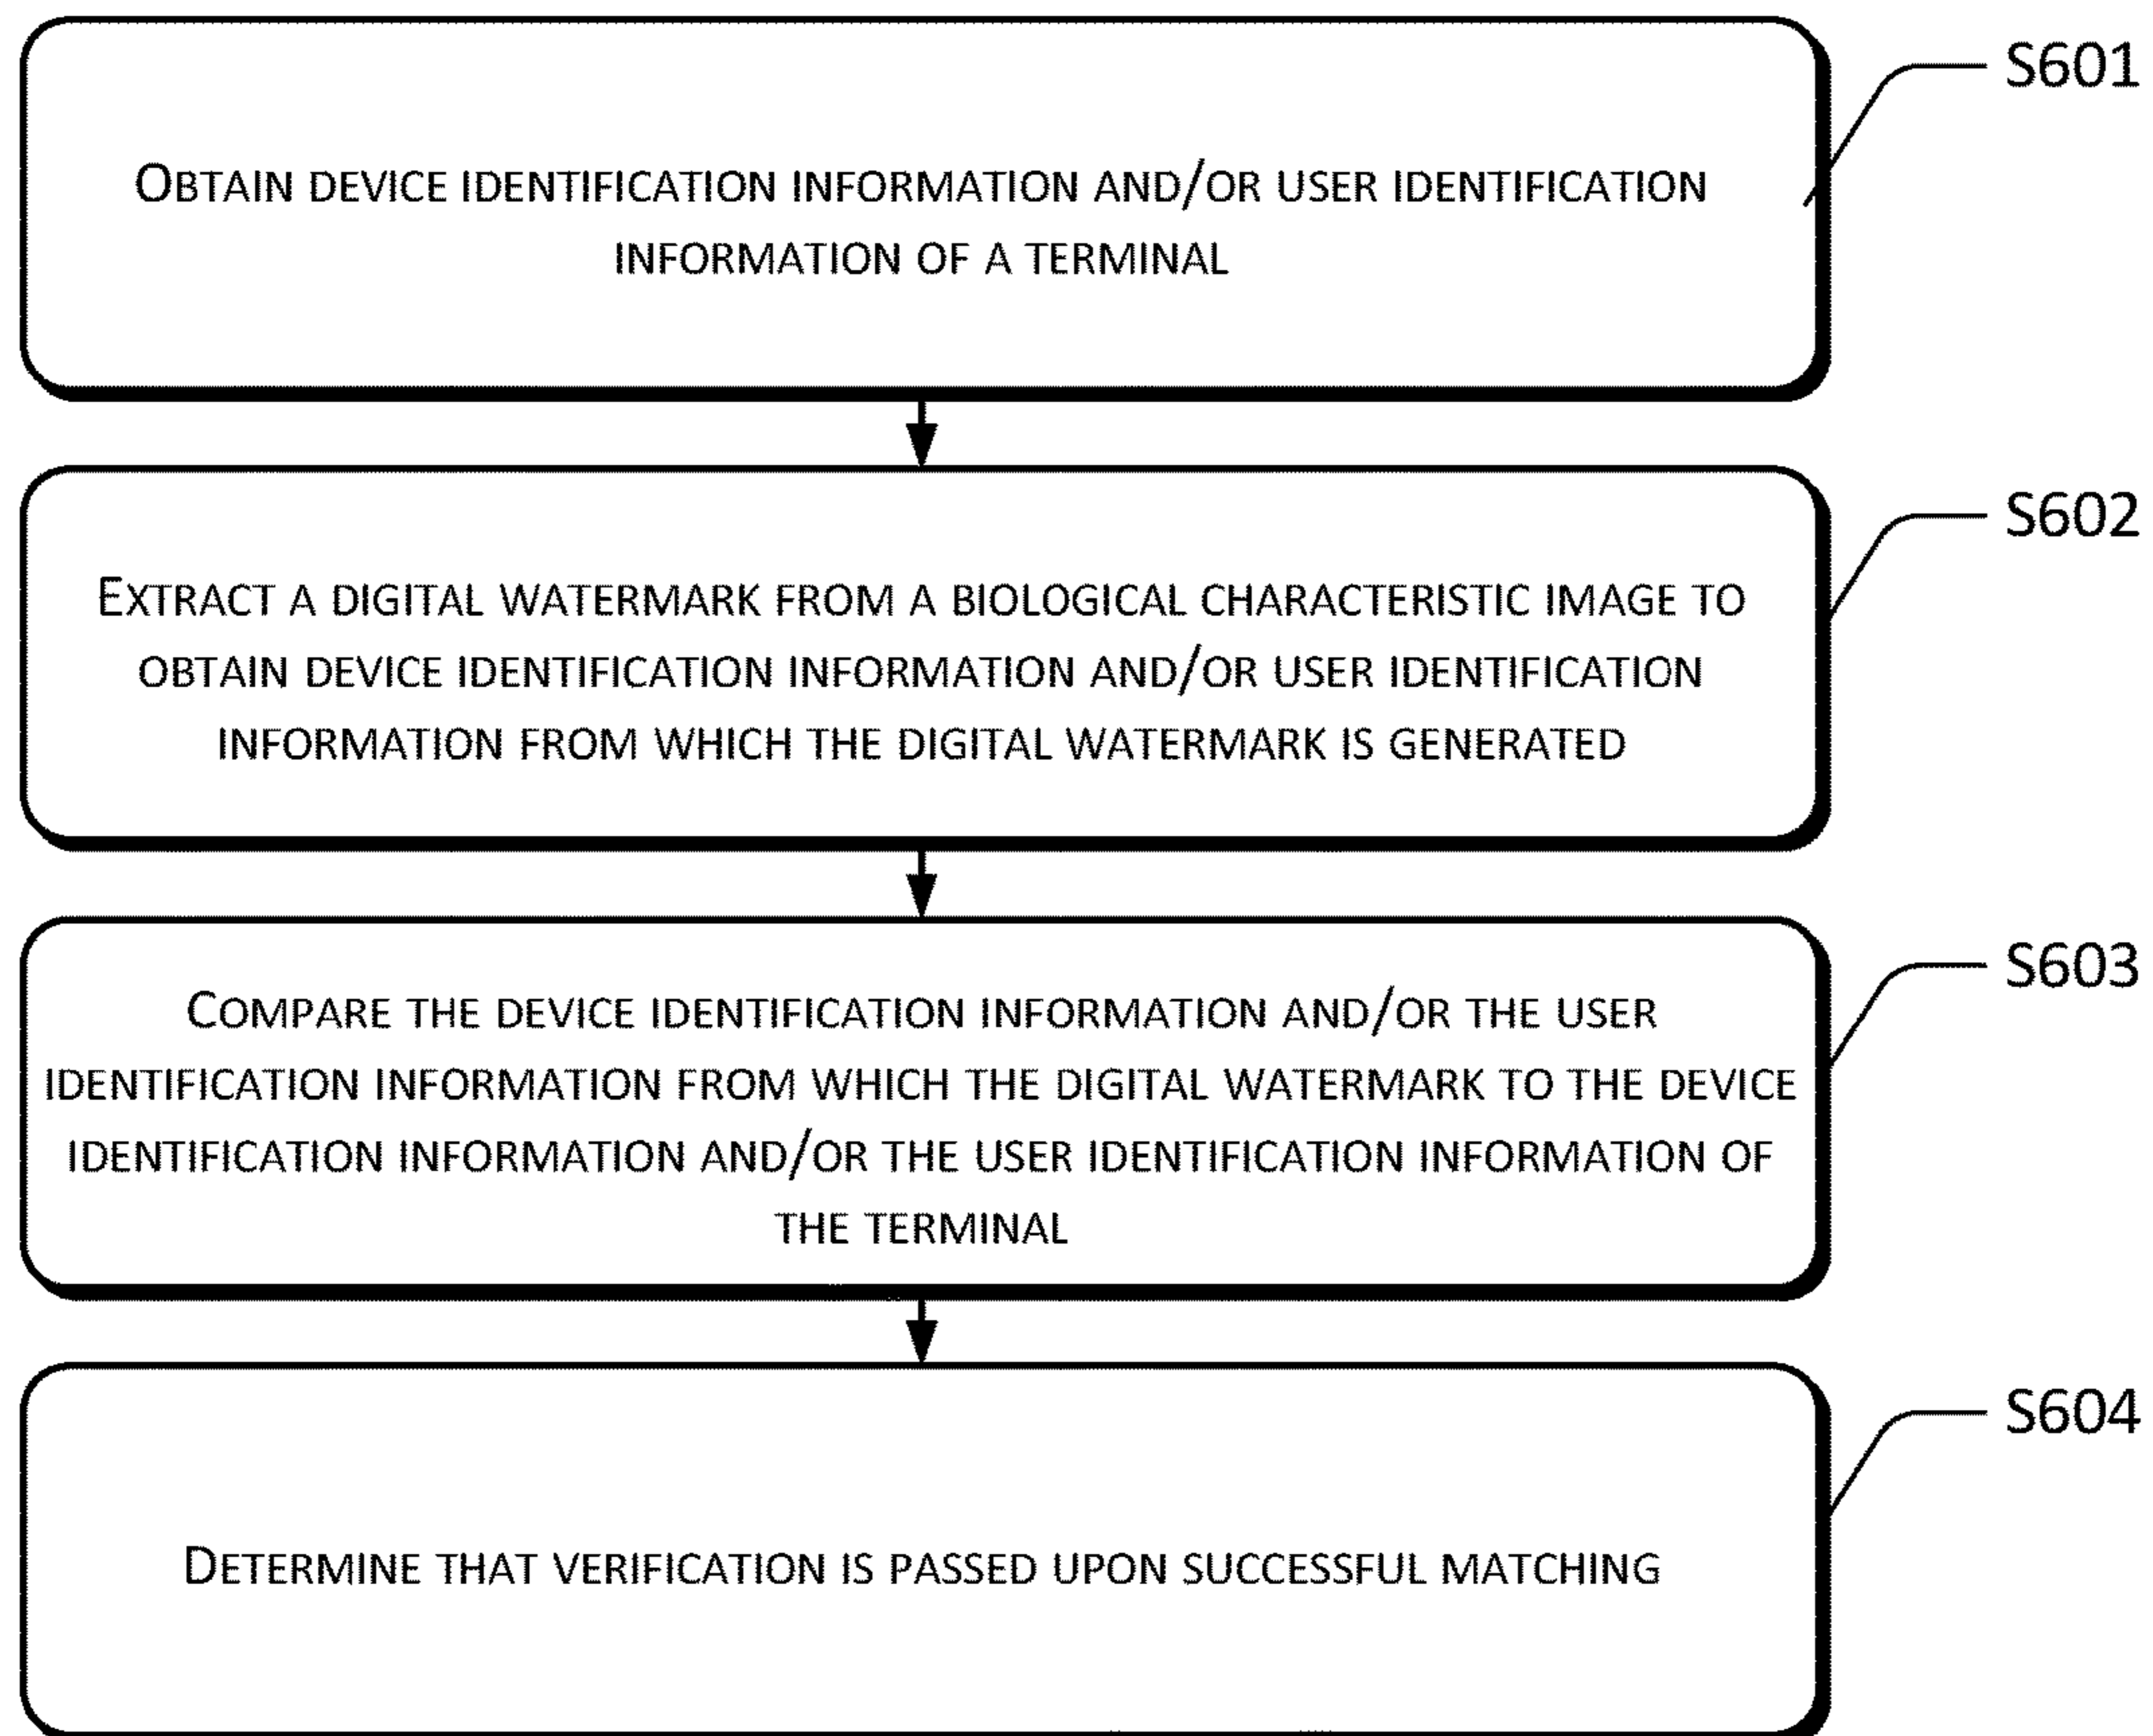 S601
OBTAIN DEVICE IDENTIFICATION INFORMATION AND/OR USER IDENTIFICATION
INFORMATION OF A TERMINAL
S602
EXTRACT A DIGITAL WATERMARK FROM A BIOLOGICAL CHARACTERISTIC IMAGE TO
OBTAIN DEVICE IDENTIFICATION INFORMATION AND/OR USER IDENTIFICATION
INFORMATION FROM WHICH THE DIGITAL WATERMARK IS GENERATED
S603
COMPARE THE DEVICE IDENTIFICATION INFORMATION AND/OR THE USER
IDENTIFICATION INFORMATION FROM WHICH THE DIGITAL WATERMARK TO THE DEVICE
IDENTIFICATION INFORMATION AND/OR THE USER IDENTIFICATION INFORMATION OF
THE TERMINAL
S604
DETERMINE THAT VERIFICATION IS PASSED UPON SUCCESSFUL MATCHING